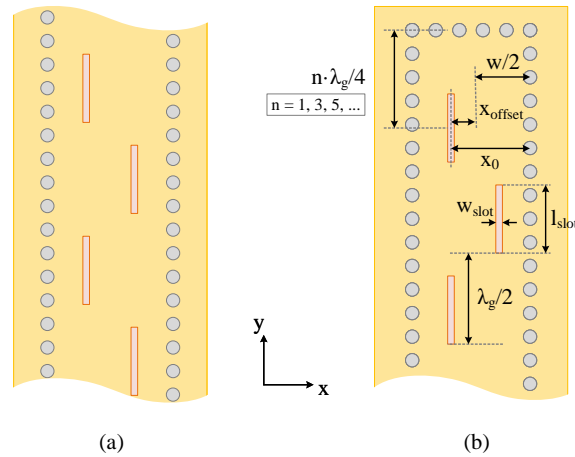 n·λg/4
n = 1, 3, 5, ...
w/2
xoffset
x0
wslot
lslot
λg/2
y
x
(a)
(b)